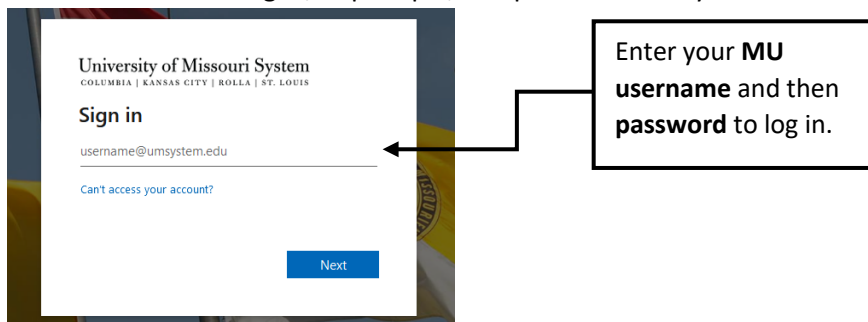 University of Missouri System
COLUMBIA | KANSAS CITY | ROLLA | ST. LOUIS
Sign in
username@umsystem.edu
Can't access your account?
Next
Enter your MU
username and then
password to log in.